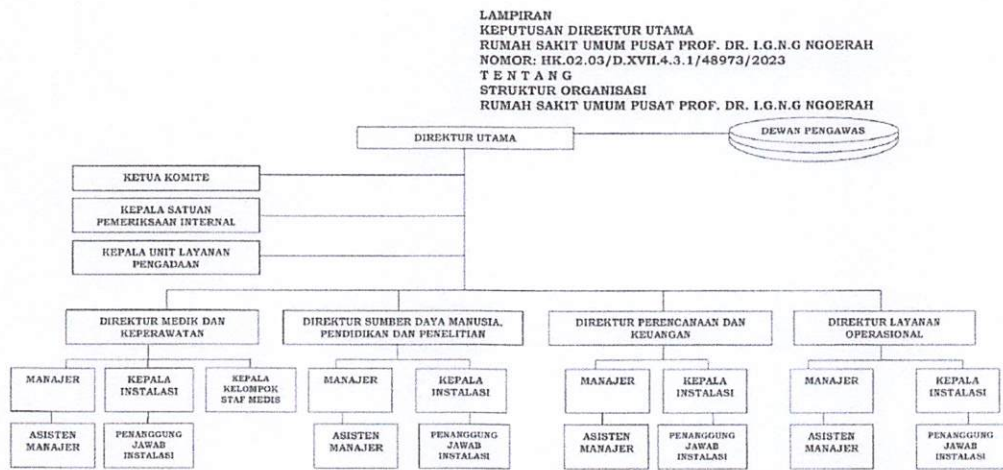 LAMPIRAN
KEPUTUSAN DIREKTUR UTAMA
RUMAH SAKIT UMUM PUSAT PROF. DR. I.G.N.G NGOERAH
NOMOR: HK.02.03/D.XVII.4.3.1/48973/2023
T E N T A N G
STRUKTUR ORGANISASI
RUMAH SAKIT UMUM PUSAT PROF. DR. I.G.N.G NGOERAH
DIREKTUR UTAMA
DEWAN PENGAWAS
KETUA KOMITE
KEPALA SATUAN
PEMERIKSAAN INTERNAL
KEPALA UNIT LAYANAN
PENGADAAN
DIREKTUR MEDIK DAN
KEPERAWATAN
DIREKTUR SUMBER DAYA MANUSIA,
PENDIDIKAN DAN PENELITIAN
DIREKTUR PERENCANAAN DAN
KEUANGAN
DIREKTUR LAYANAN
OPERASIONAL
MANAJER
KEPALA
INSTALASI
KEPALA
KELOMPOK
STAF MEDIS
MANAJER
KEPALA
INSTALASI
MANAJER
KEPALA
INSTALASI
MANAJER
KEPALA
INSTALASI
ASISTEN
MANAJER
PENANGGUNG
JAWAB
INSTALASI
ASISTEN
MANAJER
PENANGGUNG
JAWAB
INSTALASI
ASISTEN
MANAJER
PENANGGUNG
JAWAB
INSTALASI
ASISTEN
MANAJER
PENANGGUNG
JAWAB
INSTALASI